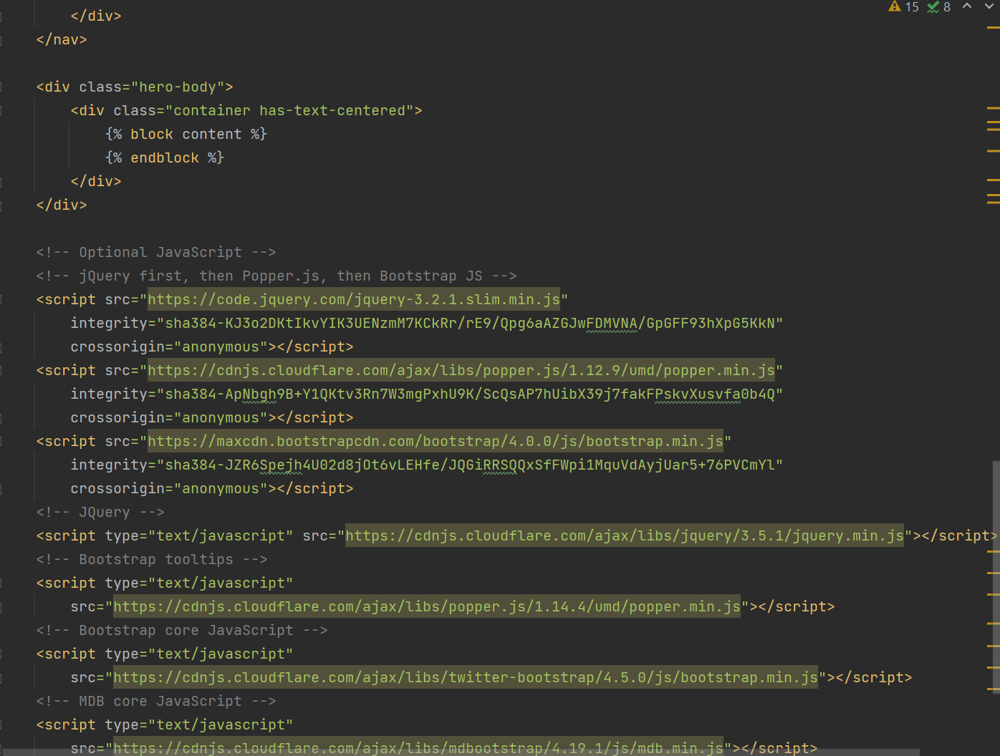 15 8
</div>
</nav>
<div class="hero-body">
<div class="container has-text-centered">
{% block content %}
{% endblock %}
</div>
</div>
<!-- Optional JavaScript -->
<!-- jQuery first, then Popper.js, then Bootstrap JS -->
<script src="https://code.jquery.com/jquery-3.2.1.slim.min.js"
integrity="sha384-KJ3o2DKtIkvYIK3UENzmM7KCkRr/rE9/Qpg6aAZGJwFDMVNA/GpGFF93hXpG5KkN"
crossorigin="anonymous"></script>
<script src="https://cdnjs.cloudflare.com/ajax/libs/popper.js/1.12.9/umd/popper.min.js"
integrity="sha384-ApNbgh9B+Y1QKtv3Rn7W3mgPxhU9K/ScQsAP7hUibX39j7fakFPskvXusvfa0b4Q"
crossorigin="anonymous"></script>
<script src="https://maxcdn.bootstrapcdn.com/bootstrap/4.0.0/js/bootstrap.min.js"
integrity="sha384-JZR6Spejh4U02d8jOt6vLEHfe/JQGiRRSQQxSfFWpi1MquVdAyjUar5+76PVCmYl"
crossorigin="anonymous"></script>
<!-- JQuery -->
<script type="text/javascript" src="https://cdnjs.cloudflare.com/ajax/libs/jquery/3.5.1/jquery.min.js"></script>
<!-- Bootstrap tooltips -->
<script type="text/javascript"
src="https://cdnjs.cloudflare.com/ajax/libs/popper.js/1.14.4/umd/popper.min.js"></script>
<!-- Bootstrap core JavaScript -->
<script type="text/javascript"
src="https://cdnjs.cloudflare.com/ajax/libs/twitter-bootstrap/4.5.0/js/bootstrap.min.js"></script>
<!-- MDB core JavaScript -->
<script type="text/javascript"
src="https://cdnjs.cloudflare.com/ajax/libs/mdbootstrap/4.19.1/js/mdb.min.js"></script>